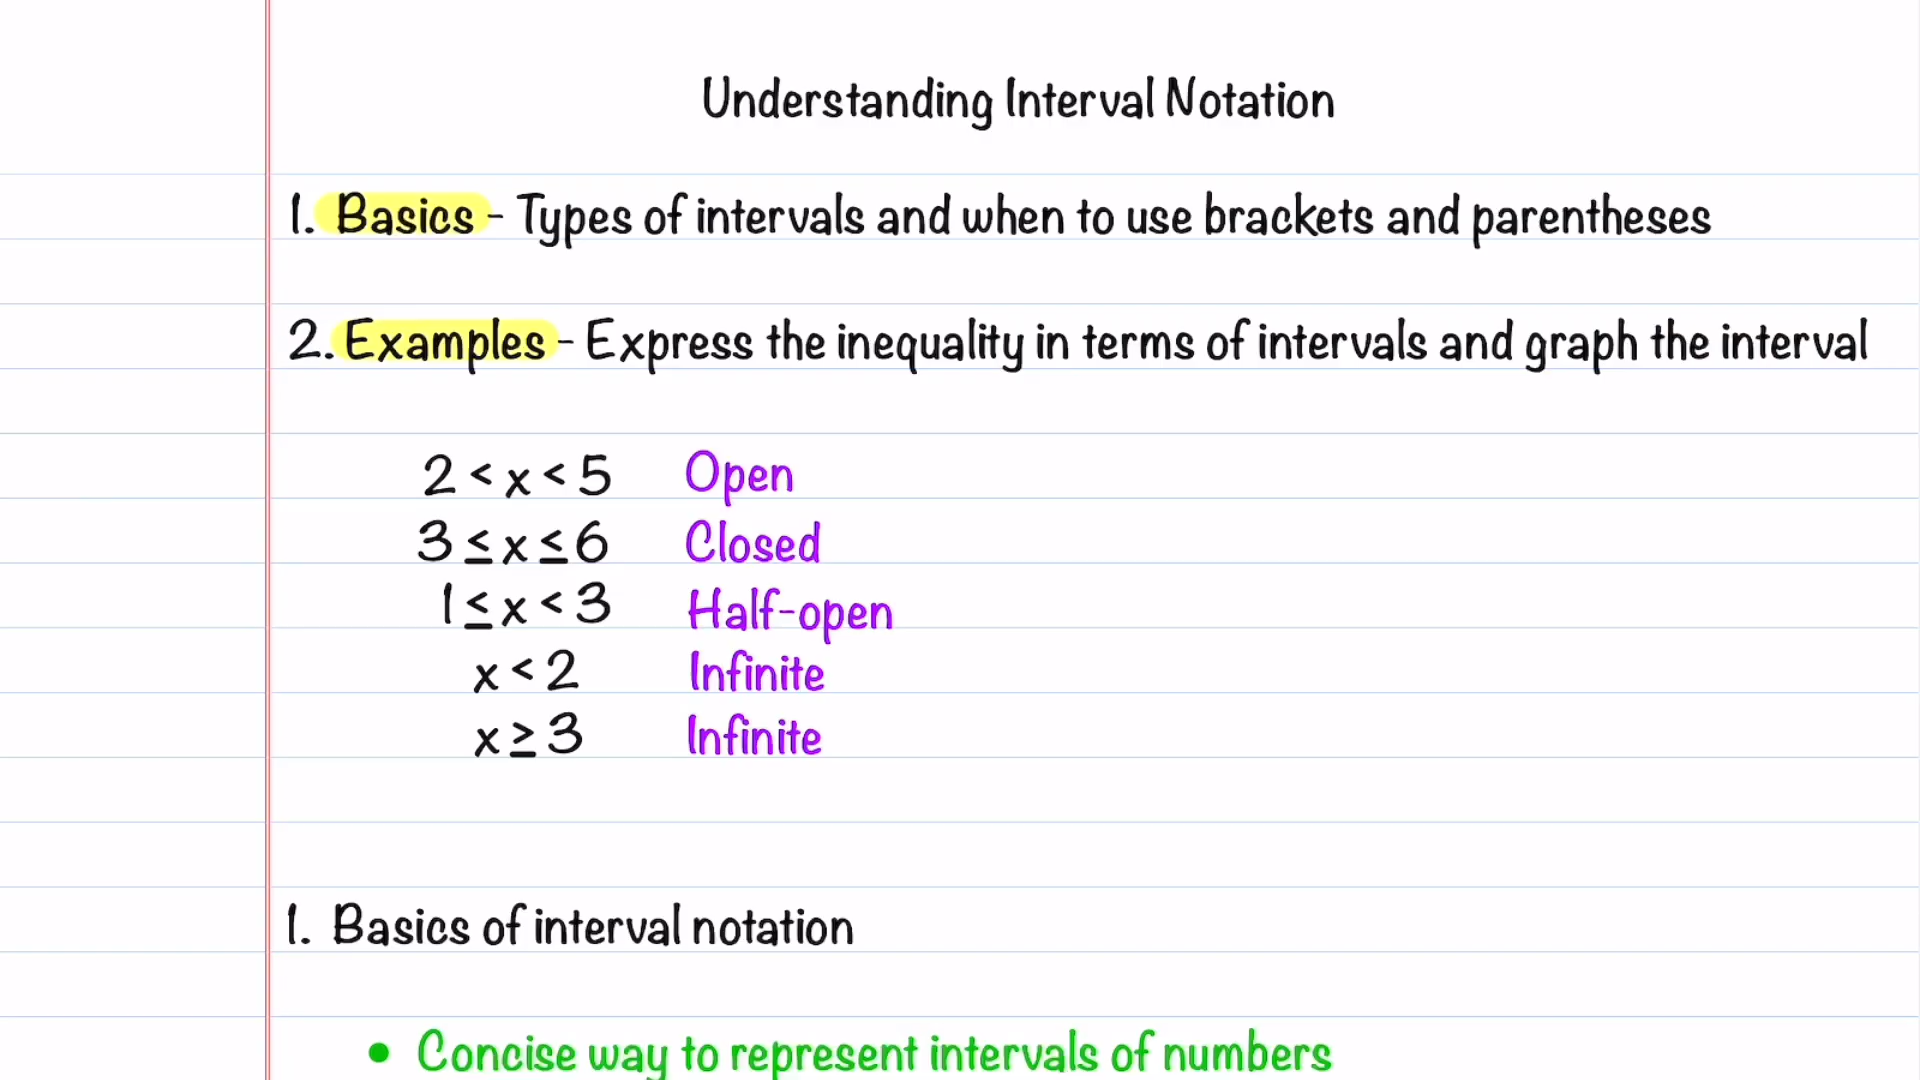 Understanding Interval Notation
1. Basics - Types of intervals and when to use brackets and parentheses
2. Examples - Express the inequality in terms of intervals and graph the interval
2 < x < 5 Open
3 ≤ x ≤ 6 Closed
1 ≤ x < 3 Half-open
x < 2 Infinite
x ≥ 3 Infinite
1. Basics of interval notation
• Concise way to represent intervals of numbers